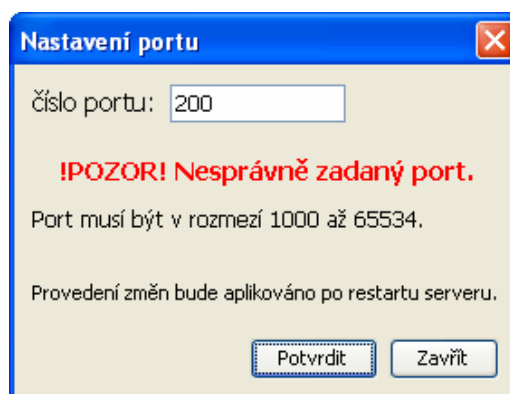 Nastavení portu
číslo portu: 200
!POZOR! Nesprávně zadaný port.
Port musí být v rozmezí 1000 až 65534.
Provedení změn bude aplikováno po restartu serveru.
Potvrdit Zavřít